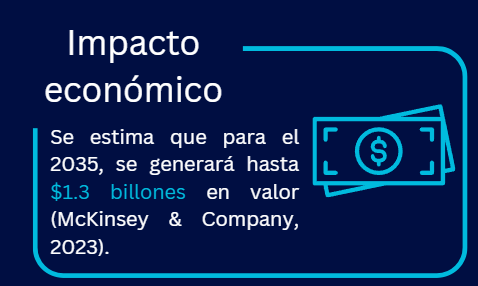 Impacto
económico
Se estima que para el
2035, se generará hasta
$1.3 billones en valor
(McKinsey & Company,
2023).
$